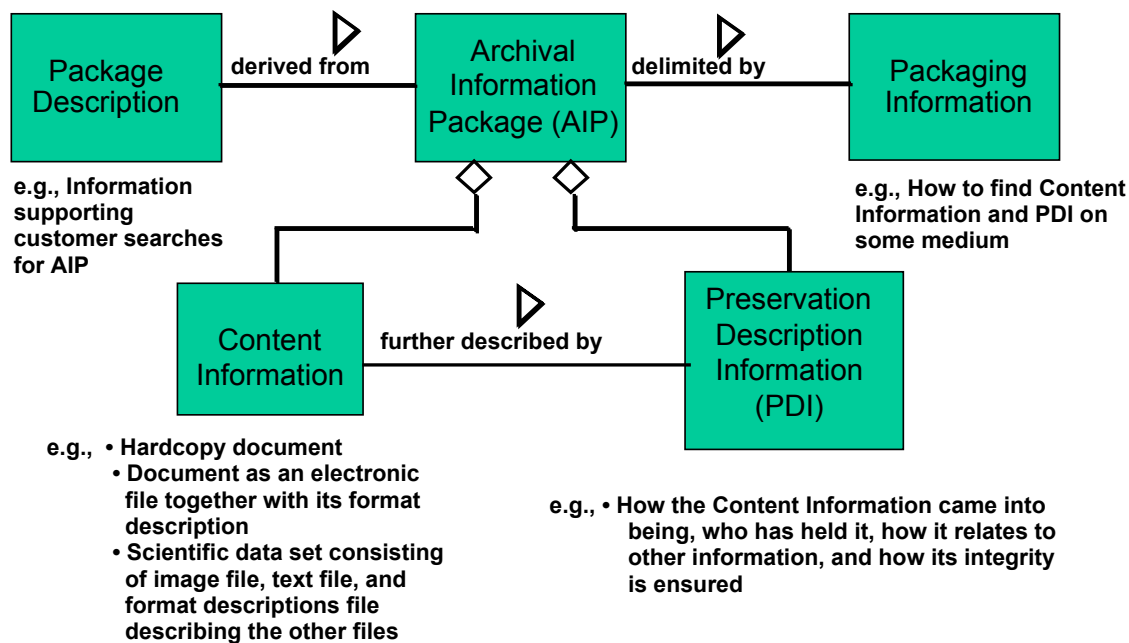 Package
Description
derived from
Archival
Information
Package (AIP)
delimited by
Packaging
Information
e.g., Information
supporting
customer searches
for AIP
e.g., How to find Content
Information and PDI on
some medium
Content
Information
further described by
Preservation
Description
Information
(PDI)
e.g., • Hardcopy document
• Document as an electronic
file together with its format
description
• Scientific data set consisting
of image file, text file, and
format descriptions file
describing the other files
e.g., • How the Content Information came into
being, who has held it, how it relates to
other information, and how its integrity
is ensured